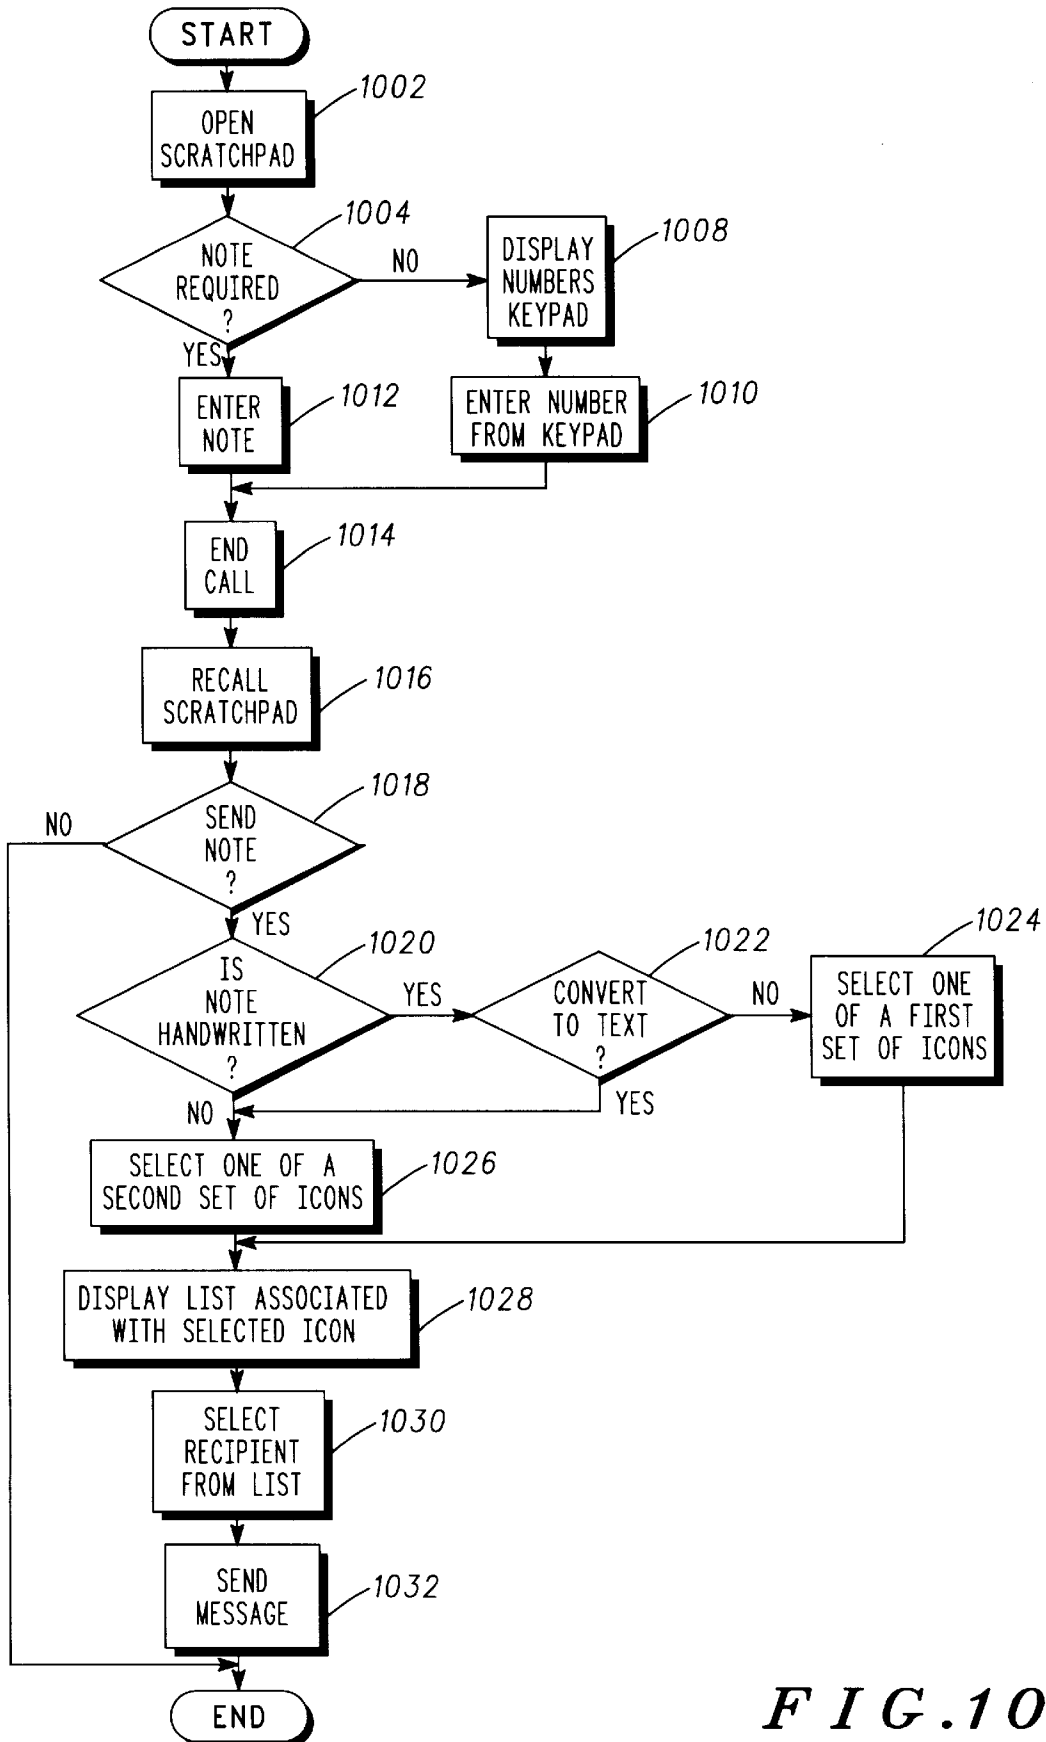 START
1002
OPEN
SCRATCHPAD
1004
NOTE
REQUIRED
?
NO
1008
DISPLAY
NUMBERS
KEYPAD
YES
1012
ENTER
NOTE
1010
ENTER NUMBER
FROM KEYPAD
1014
END
CALL
1016
RECALL
SCRATCHPAD
1018
SEND
NOTE
?
NO
YES
1020
IS
NOTE
HANDWRITTEN
?
YES
1022
CONVERT
TO TEXT
?
NO
1024
SELECT ONE
OF A FIRST
SET OF ICONS
NO
YES
1026
SELECT ONE OF A
SECOND SET OF ICONS
1028
DISPLAY LIST ASSOCIATED
WITH SELECTED ICON
1030
SELECT
RECIPIENT
FROM LIST
1032
SEND
MESSAGE
END
FIG.10